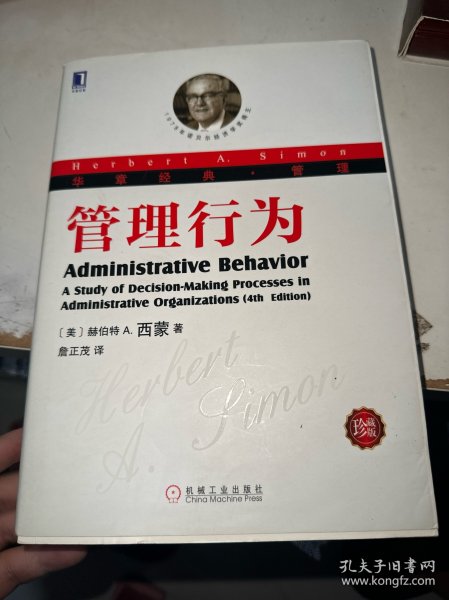 1978年诺贝尔经济学奖得主
Herbert A. Simon
华章经典·管理
管理行为
Administrative Behavior
A Study of Decision-Making Processes in
Administrative Organizations (4th Edition)
〔美〕赫伯特 A. 西蒙 著
詹正茂 译
Herbert
A. Simon
珍藏版
机械工业出版社
China Machine Press
孔夫子旧书网
www.kongfz.com